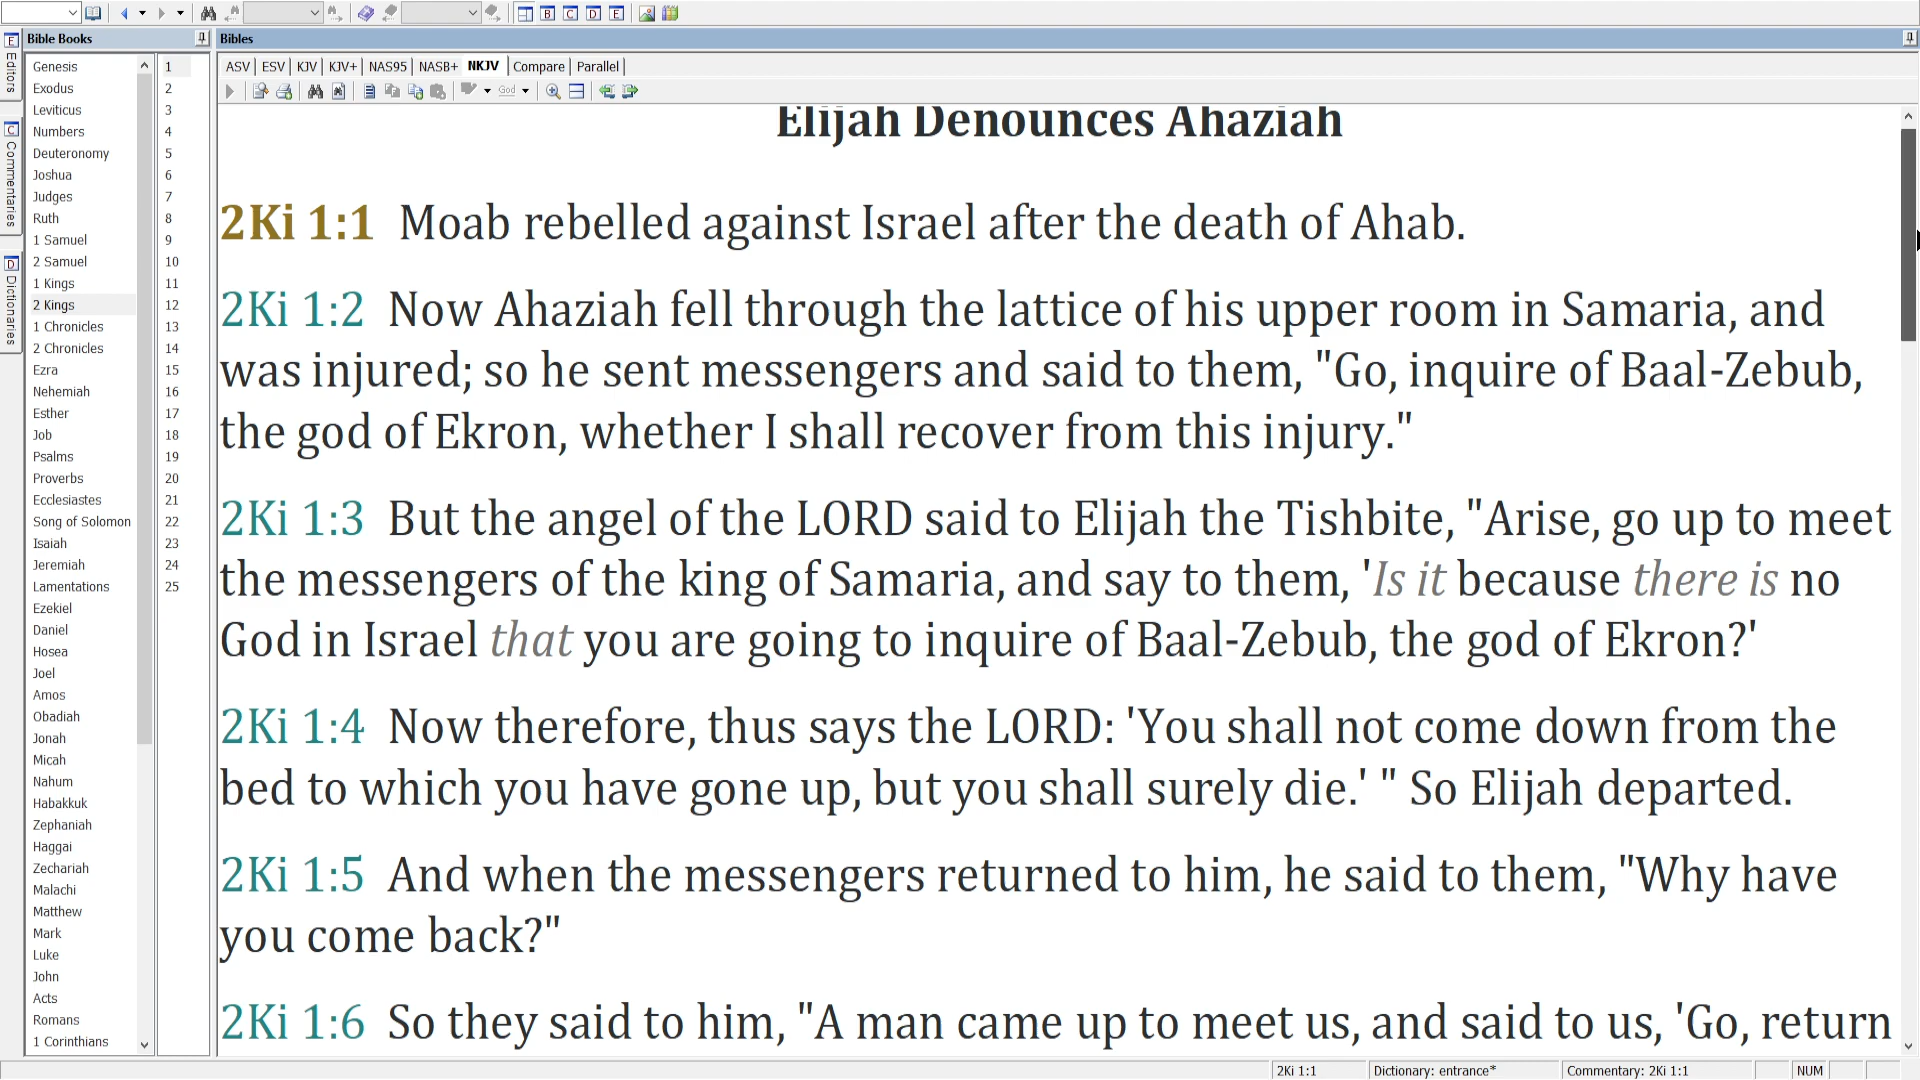 Bible Books
Bibles
Editors
Commentaries
Dictionaries
Genesis
Exodus
Leviticus
Numbers
Deuteronomy
Joshua
Judges
Ruth
1 Samuel
2 Samuel
1 Kings
2 Kings
1 Chronicles
2 Chronicles
Ezra
Nehemiah
Esther
Job
Psalms
Proverbs
Ecclesiastes
Song of Solomon
Isaiah
Jeremiah
Lamentations
Ezekiel
Daniel
Hosea
Joel
Amos
Obadiah
Jonah
Micah
Nahum
Habakkuk
Zephaniah
Haggai
Zechariah
Malachi
Matthew
Mark
Luke
John
Acts
Romans
1 Corinthians
1
2
3
4
5
6
7
8
9
10
11
12
13
14
15
16
17
18
19
20
21
22
23
24
25
ASV ESV KJV KJV+ NAS95 NASB+ NKJV Compare Parallel
Elijah Denounces Ahaziah
2Ki 1:1 Moab rebelled against Israel after the death of Ahab.
2Ki 1:2 Now Ahaziah fell through the lattice of his upper room in Samaria, and
was injured; so he sent messengers and said to them, "Go, inquire of Baal-Zebub,
the god of Ekron, whether I shall recover from this injury."
2Ki 1:3 But the angel of the LORD said to Elijah the Tishbite, "Arise, go up to meet
the messengers of the king of Samaria, and say to them, 'Is it because there is no
God in Israel that you are going to inquire of Baal-Zebub, the god of Ekron?'
2Ki 1:4 Now therefore, thus says the LORD: 'You shall not come down from the
bed to which you have gone up, but you shall surely die.' " So Elijah departed.
2Ki 1:5 And when the messengers returned to him, he said to them, "Why have
you come back?"
2Ki 1:6 So they said to him, "A man came up to meet us, and said to us, 'Go, return
2Ki 1:1 Dictionary: entrance* Commentary: 2Ki 1:1 NUM